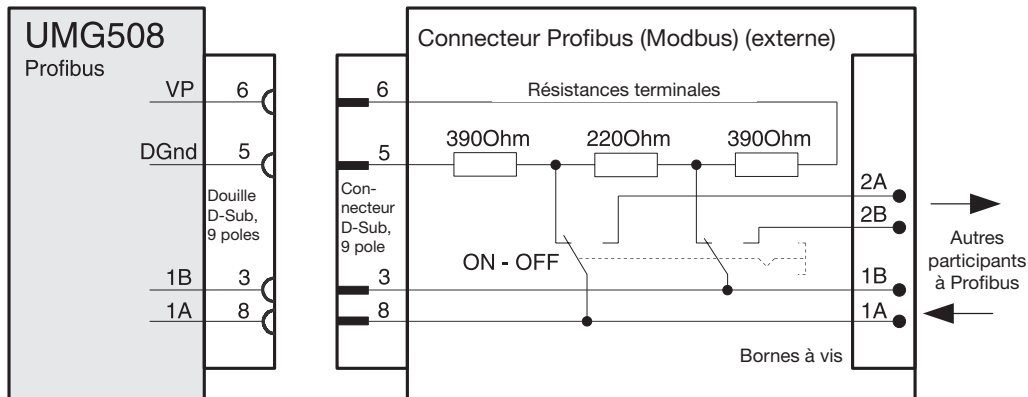 UMG508
Profibus
VP
6
DGnd
5
Douille
D-Sub,
9 poles
1B
3
1A
8
Connecteur Profibus (Modbus) (externe)
6
Résistances terminales
5
390Ohm
220Ohm
390Ohm
Con-
necteur
D-Sub,
9 pole
ON - OFF
3
8
2A
2B
1B
1A
Bornes à vis
Autres
participants
à Profibus